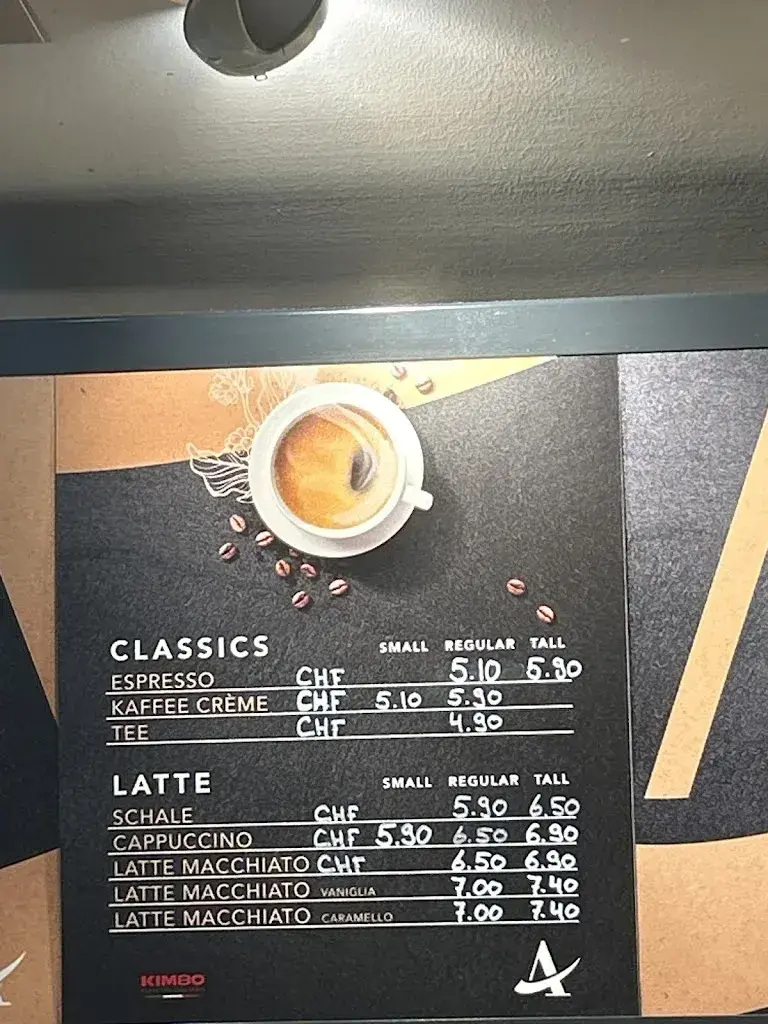 CLASSICS SMALL REGULAR TALL
ESPRESSO CHF 5.10 5.90
KAFFEE CRÈME CHF 5.10 5.90
TEE CHF 4.90
LATTE SMALL REGULAR TALL
SCHALE CHF 5.90 6.50
CAPPUCCINO CHF 5.90 6.50 6.90
LATTE MACCHIATO CHF 6.50 6.90
LATTE MACCHIATO VANIGLIA 7.00 7.40
LATTE MACCHIATO CARAMELLO 7.00 7.40
KIMBO
A